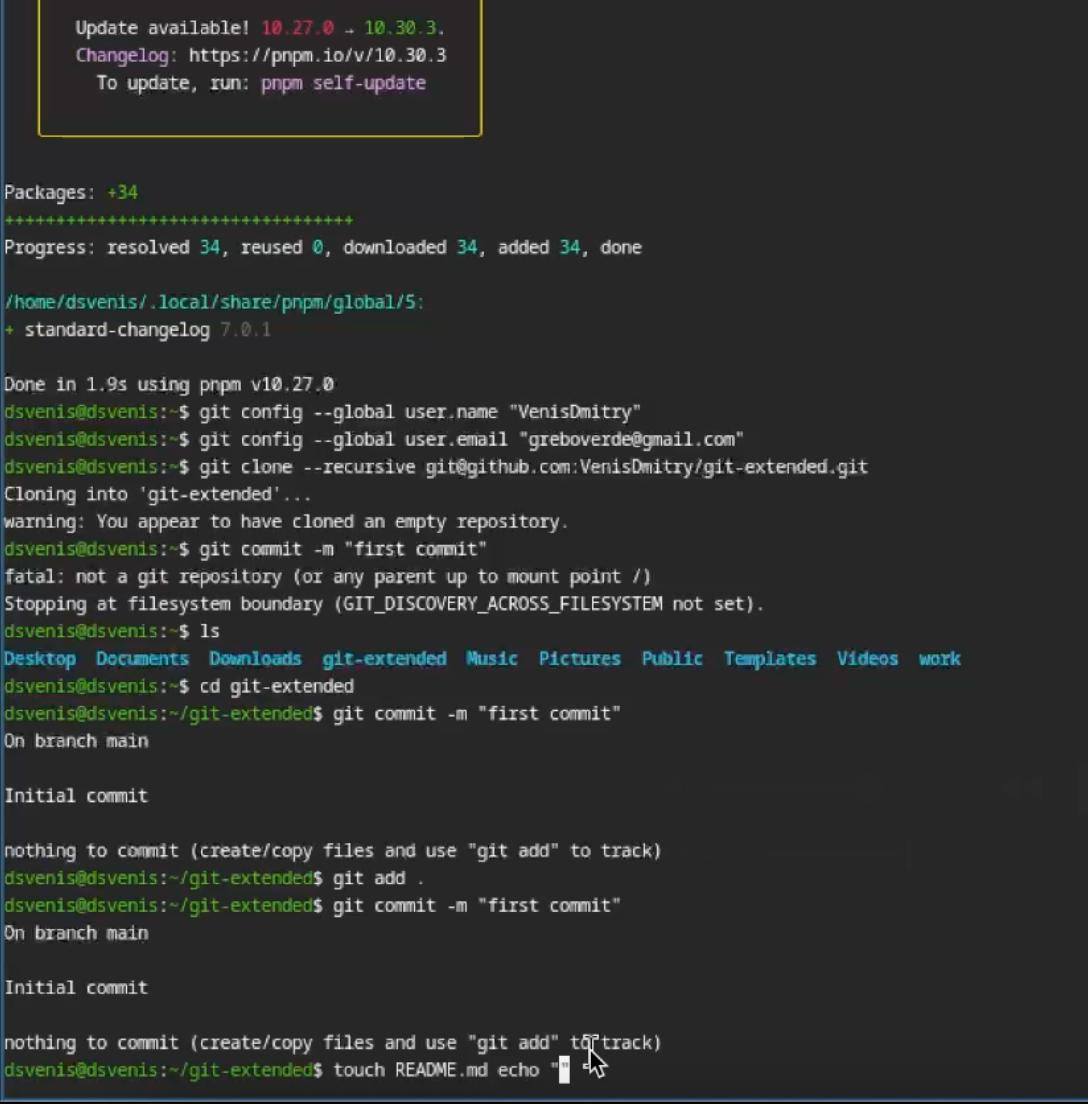 Update available! 10.27.0 → 10.30.3.
Changelog: https://pnpm.io/v/10.30.3
To update, run: pnpm self-update
Packages: +34
++++++++++++++++++++++++++++++++++
Progress: resolved 34, reused 0, downloaded 34, added 34, done
/home/dsvenis/.local/share/pnpm/global/5:
+ standard-changelog 7.0.1
Done in 1.9s using pnpm v10.27.0
dsvenis@dsvenis:~$ git config --global user.name "VenisDmitry"
dsvenis@dsvenis:~$ git config --global user.email "greboverde@gmail.com"
dsvenis@dsvenis:~$ git clone --recursive git@github.com:VenisDmitry/git-extended.git
Cloning into 'git-extended'...
warning: You appear to have cloned an empty repository.
dsvenis@dsvenis:~$ git commit -m "first commit"
fatal: not a git repository (or any parent up to mount point /)
Stopping at filesystem boundary (GIT_DISCOVERY_ACROSS_FILESYSTEM not set).
dsvenis@dsvenis:~$ ls
Desktop Documents Downloads git-extended Music Pictures Public Templates Videos work
dsvenis@dsvenis:~$ cd git-extended
dsvenis@dsvenis:~/git-extended$ git commit -m "first commit"
On branch main
Initial commit
nothing to commit (create/copy files and use "git add" to track)
dsvenis@dsvenis:~/git-extended$ git add .
dsvenis@dsvenis:~/git-extended$ git commit -m "first commit"
On branch main
Initial commit
nothing to commit (create/copy files and use "git add" to track)
dsvenis@dsvenis:~/git-extended$ touch README.md echo ""